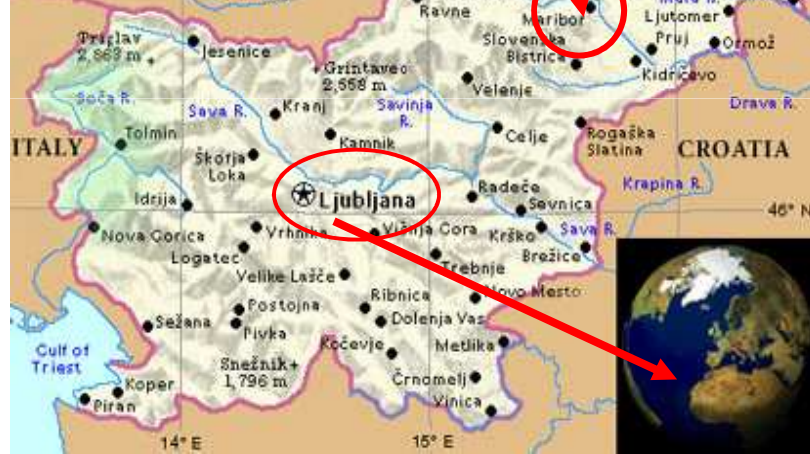 Ravne
Maribor
Ljutomer
Slovenska
Bistrica
Ptuj
Ormož
Triglav
2,863 m
Jesenice
Grintavec
2,558 m
Velenje
Kidričevo
Soča R.
Sava R.
Kranj
Savinja
R.
Drava R.
ITALY
Tolmin
Kamnik
Celje
Rogaška
Slatina
CROATIA
Škofja
Loka
Krapina R.
Idrija
Ljubljana
Radeče
Sevnica
46° N
Nova Gorica
Vrhnika
Višnja Gora
Krško
Sava R.
Logatec
Trebnje
Brežice
Velike Lašče
Postojna
Ribnica
Novo Mesto
Sežana
Pivka
Dolenja Vas
Gulf of
Triest
Kočevje
Metlika
Snežnik
1,796 m
Koper
Črnomelj
Piran
Vinica
14° E
15° E